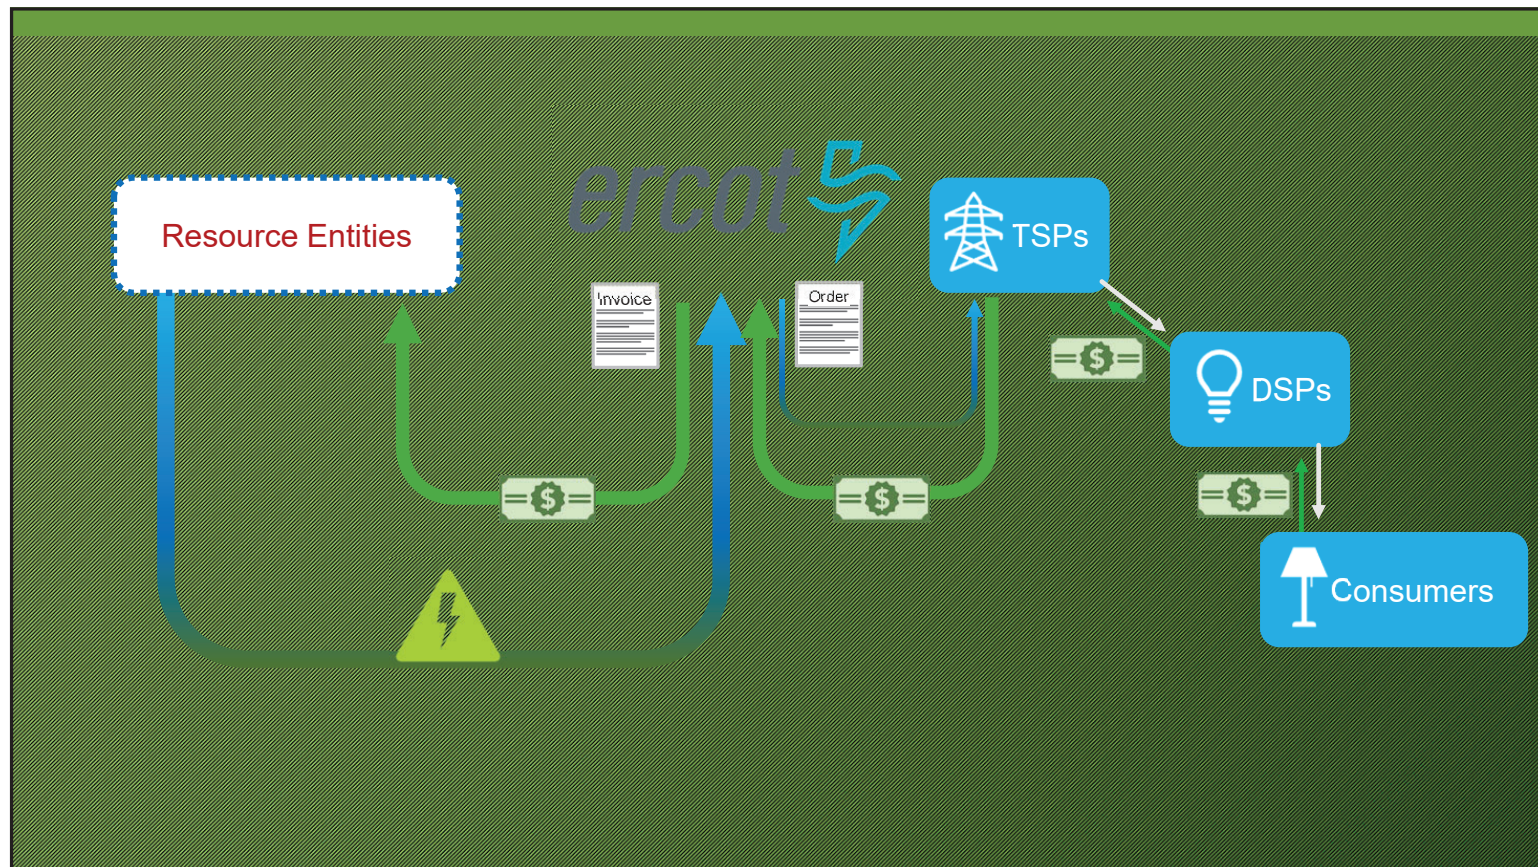 ercot
Resource Entities
TSPs
Invoice
Order
$
DSPs
$
$
$
Consumers